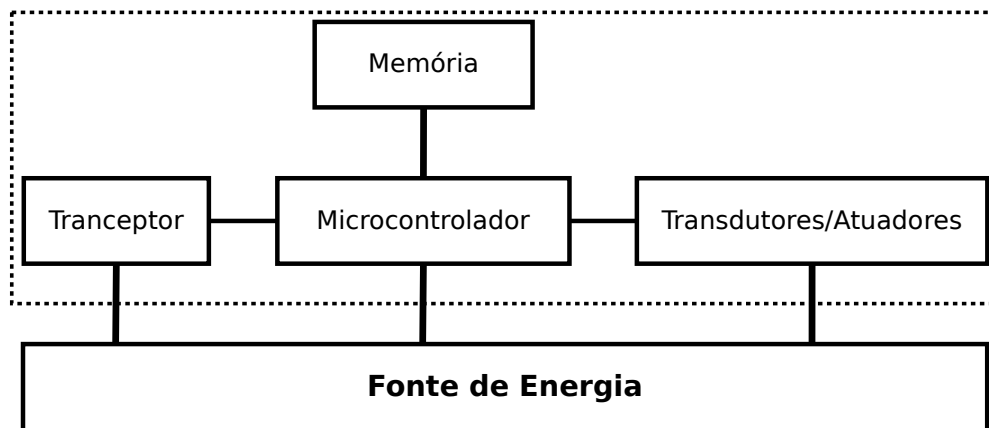 Memória
Tranceptor
Microcontrolador
Transdutores/Atuadores
Fonte de Energia